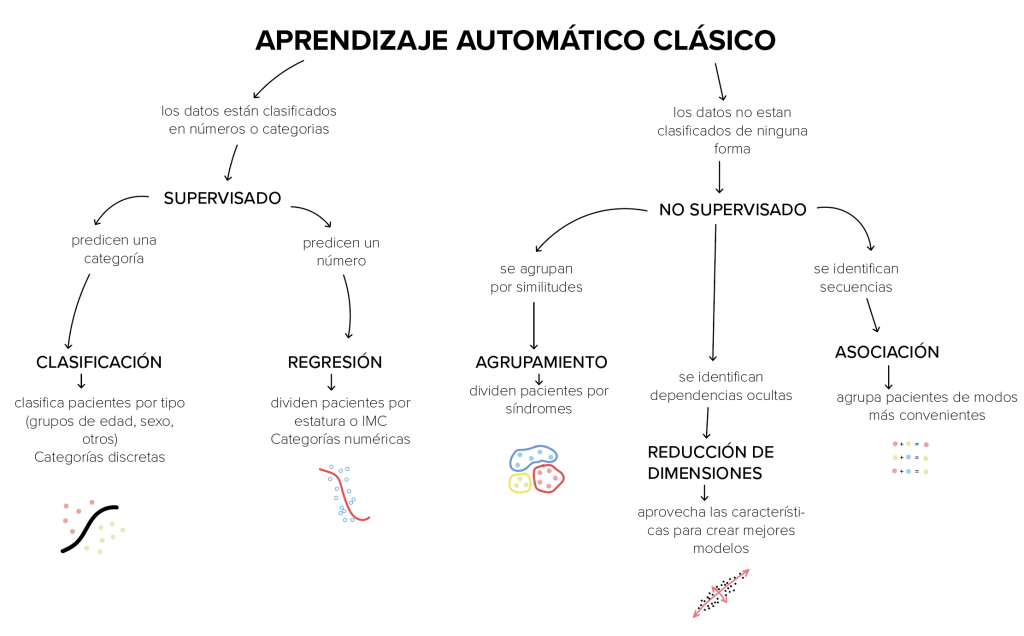 APRENDIZAJE AUTOMÁTICO CLÁSICO
los datos están clasificados
en números o categorias
SUPERVISADO
predicen una
categoría
CLASIFICACIÓN
clasifica pacientes por tipo
(grupos de edad, sexo,
otros)
Categorías discretas
predicen un
número
REGRESIÓN
dividen pacientes por
estatura o IMC
Categorías numéricas
los datos no estan
clasificados de ninguna
forma
NO SUPERVISADO
se agrupan
por similitudes
AGRUPAMIENTO
dividen pacientes por
síndromes
se identifican
dependencias ocultas
REDUCCIÓN DE
DIMENSIONES
aprovecha las característi-
cas para crear mejores
modelos
se identifican
secuencias
ASOCIACIÓN
agrupa pacientes de modos
más convenientes
+ =
+ =
+ =